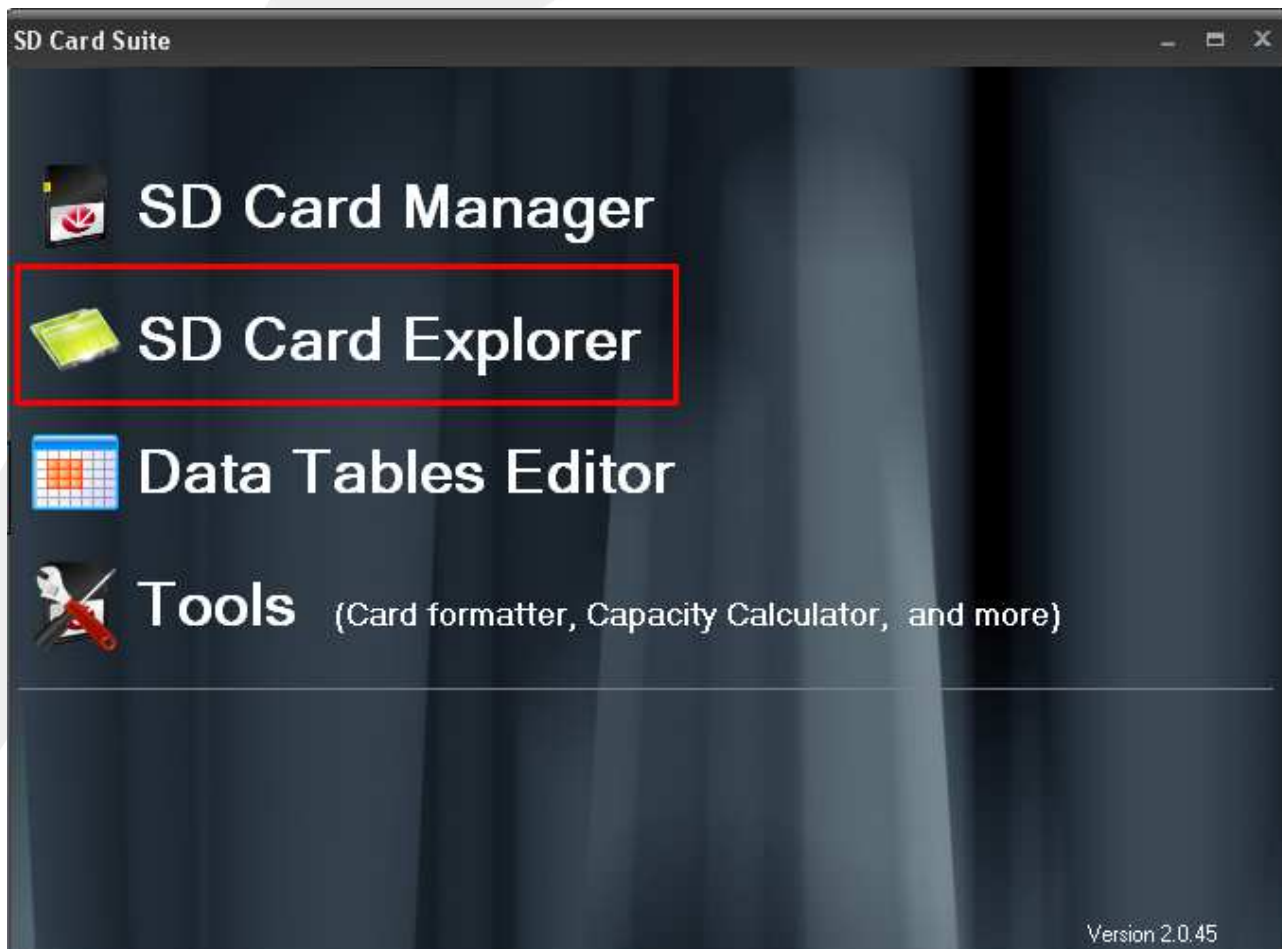 SD Card Suite
SD Card Manager
SD Card Explorer
Data Tables Editor
Tools (Card formatter, Capacity Calculator, and more)
Version 2.0.45